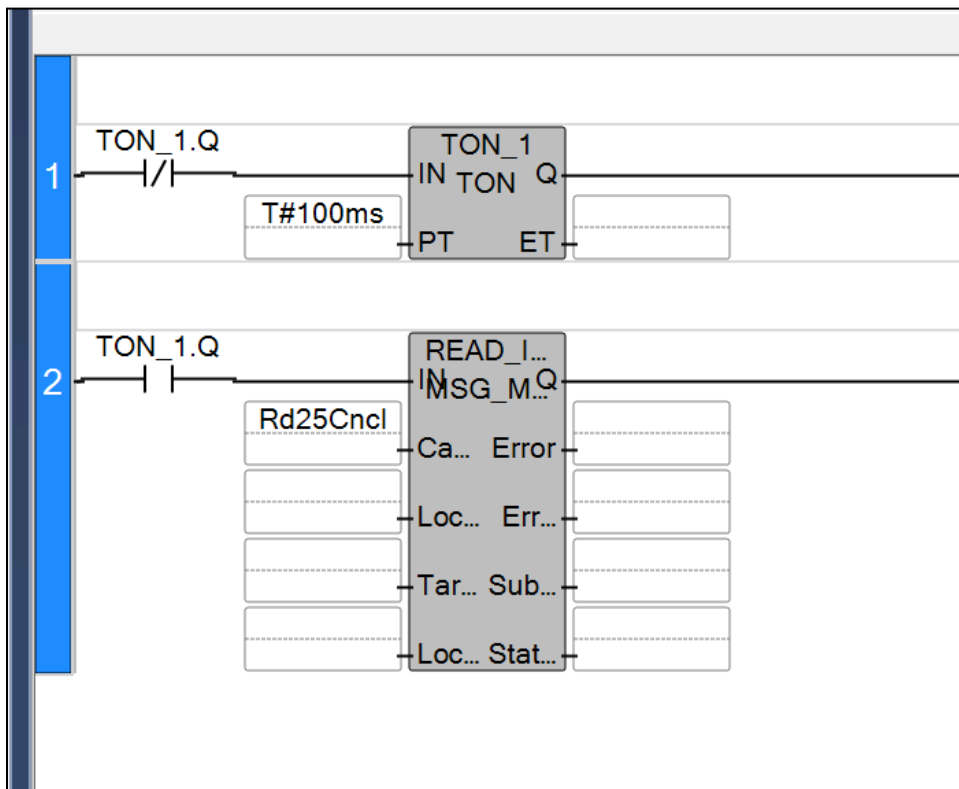 TON_1.Q
TON_1
1
IN TON Q
T#100ms
PT ET
TON_1.Q
READ_I...
2
IN Q
MSG_M...
Rd25Cncl
Ca... Error
Loc... Err...
Tar... Sub...
Loc... Stat...